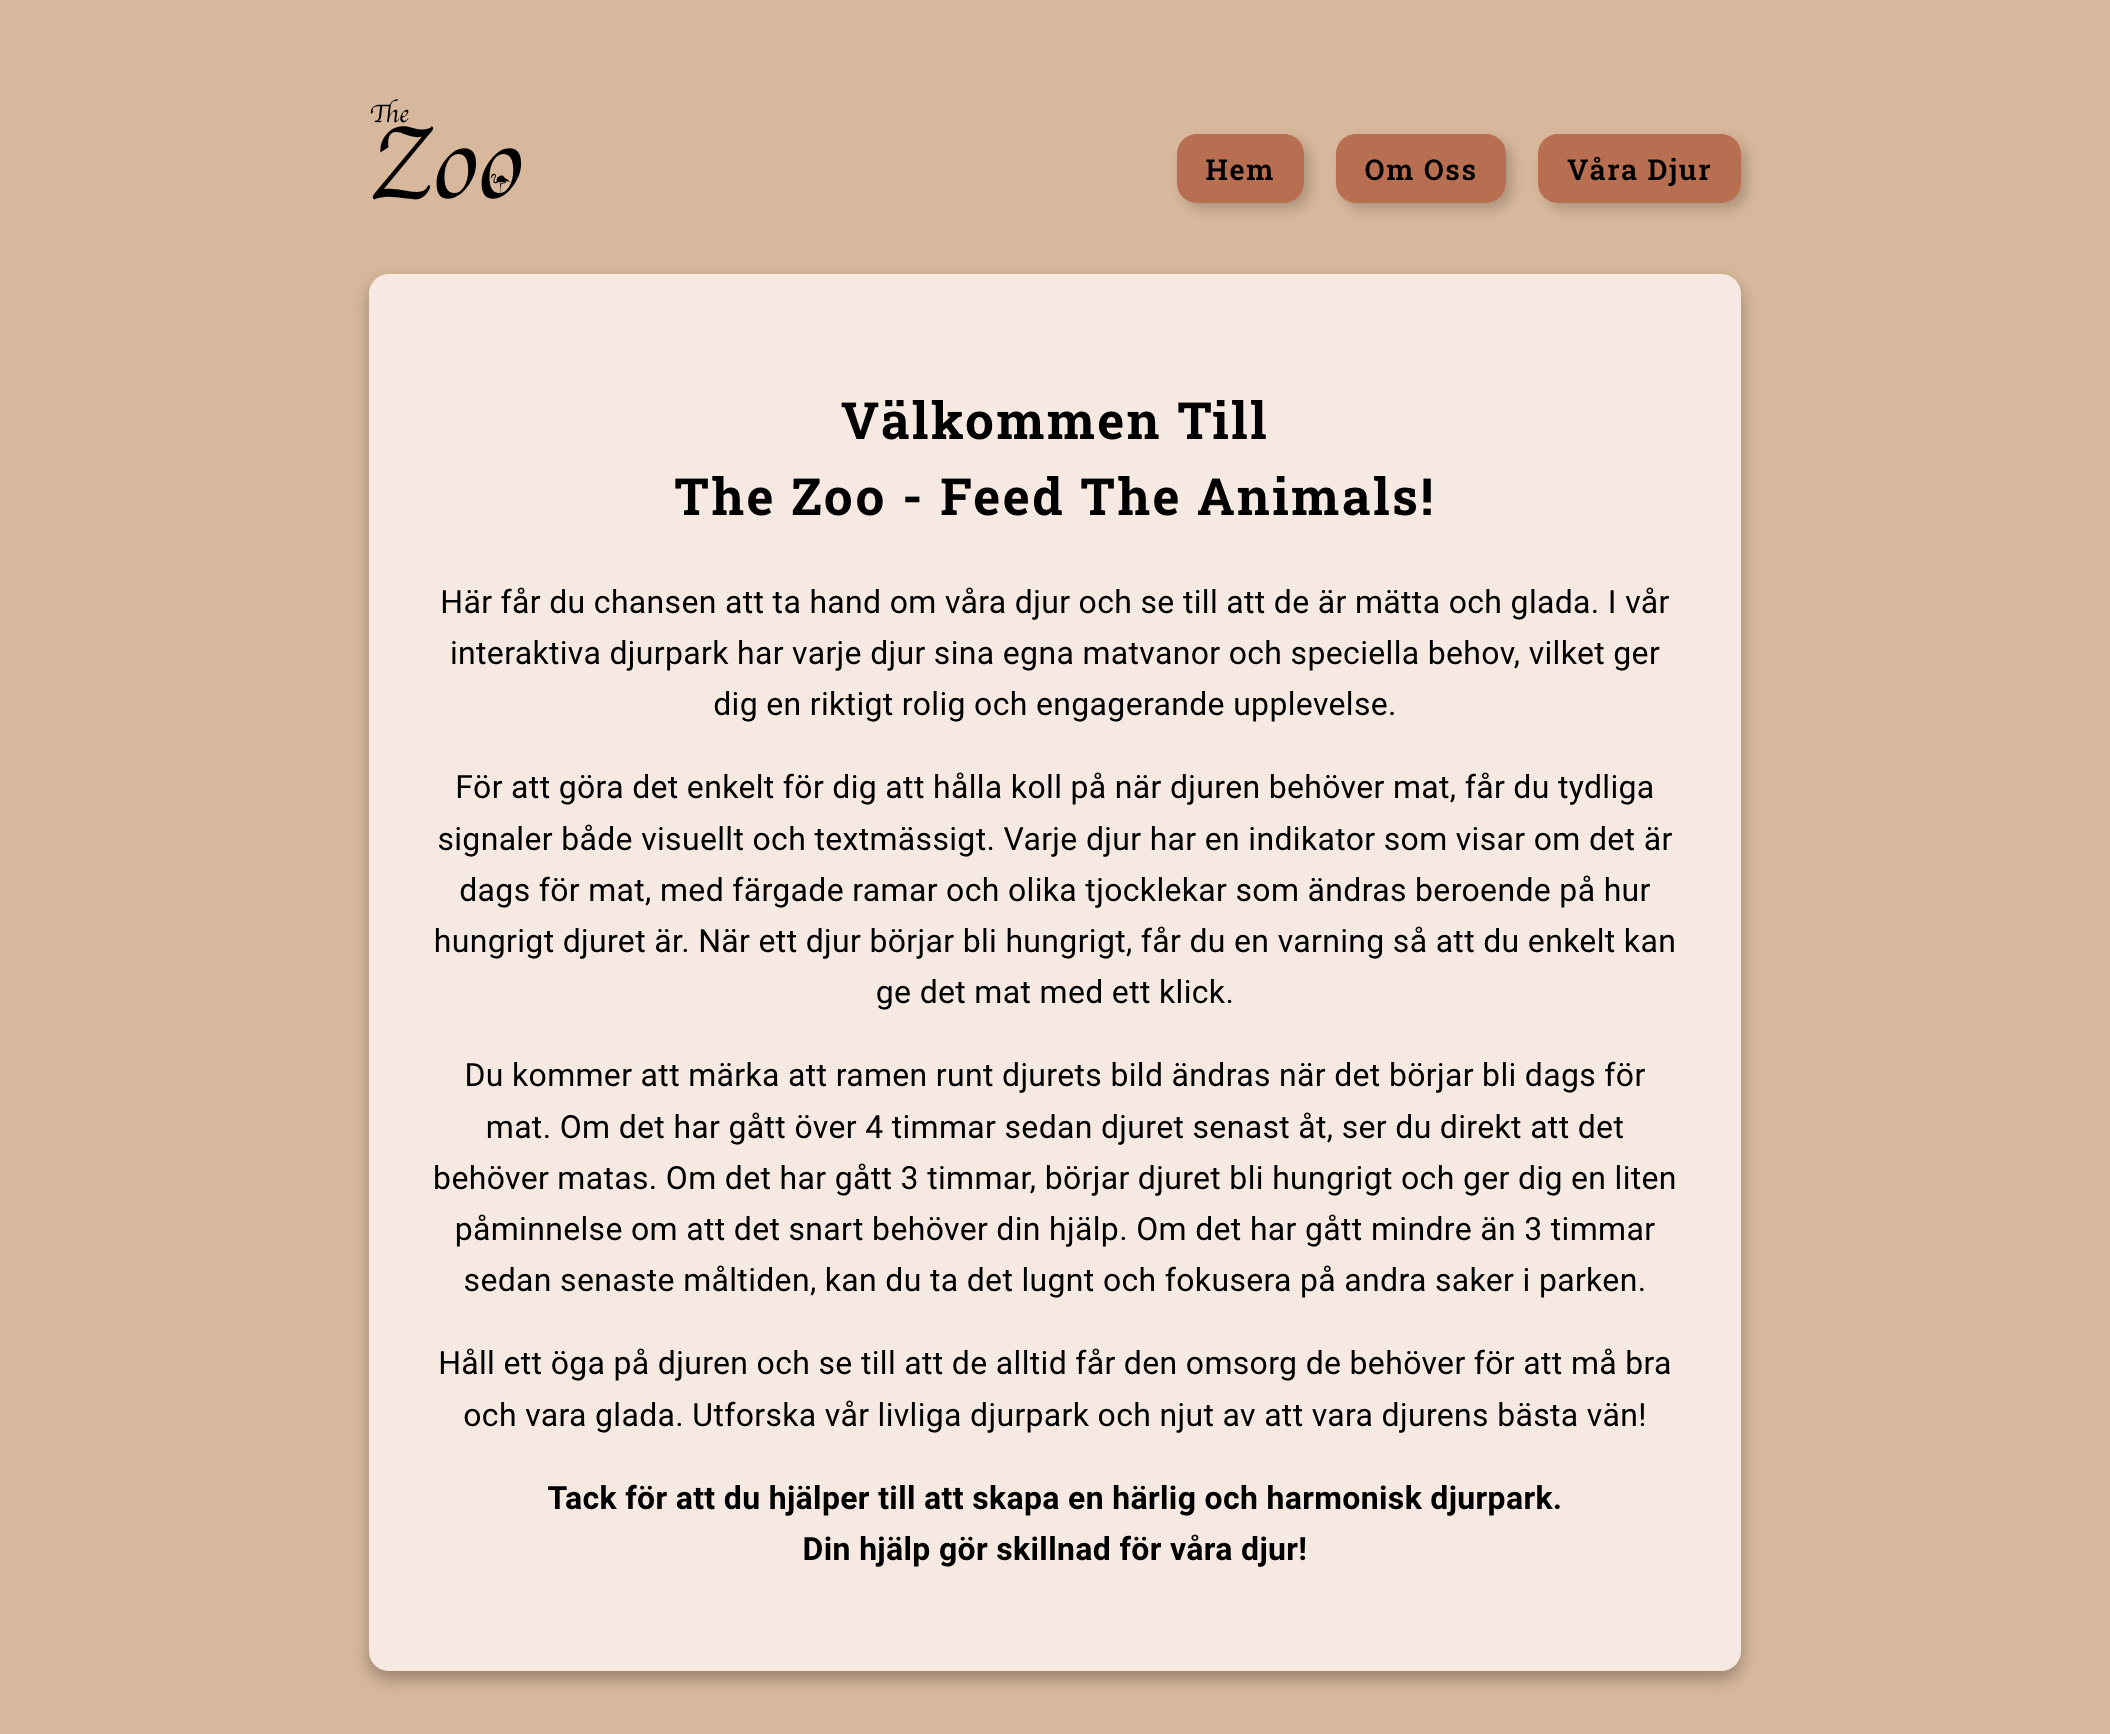 The
Zoo
Hem
Om Oss
Våra Djur
Välkommen Till
The Zoo - Feed The Animals!
Här får du chansen att ta hand om våra djur och se till att de är mätta och glada. I vår
interaktiva djurpark har varje djur sina egna matvanor och speciella behov, vilket ger
dig en riktigt rolig och engagerande upplevelse.
För att göra det enkelt för dig att hålla koll på när djuren behöver mat, får du tydliga
signaler både visuellt och textmässigt. Varje djur har en indikator som visar om det är
dags för mat, med färgade ramar och olika tjocklekar som ändras beroende på hur
hungrigt djuret är. När ett djur börjar bli hungrigt, får du en varning så att du enkelt kan
ge det mat med ett klick.
Du kommer att märka att ramen runt djurets bild ändras när det börjar bli dags för
mat. Om det har gått över 4 timmar sedan djuret senast åt, ser du direkt att det
behöver matas. Om det har gått 3 timmar, börjar djuret bli hungrigt och ger dig en liten
påminnelse om att det snart behöver din hjälp. Om det har gått mindre än 3 timmar
sedan senaste måltiden, kan du ta det lugnt och fokusera på andra saker i parken.
Håll ett öga på djuren och se till att de alltid får den omsorg de behöver för att må bra
och vara glada. Utforska vår livliga djurpark och njut av att vara djurens bästa vän!
Tack för att du hjälper till att skapa en härlig och harmonisk djurpark.
Din hjälp gör skillnad för våra djur!